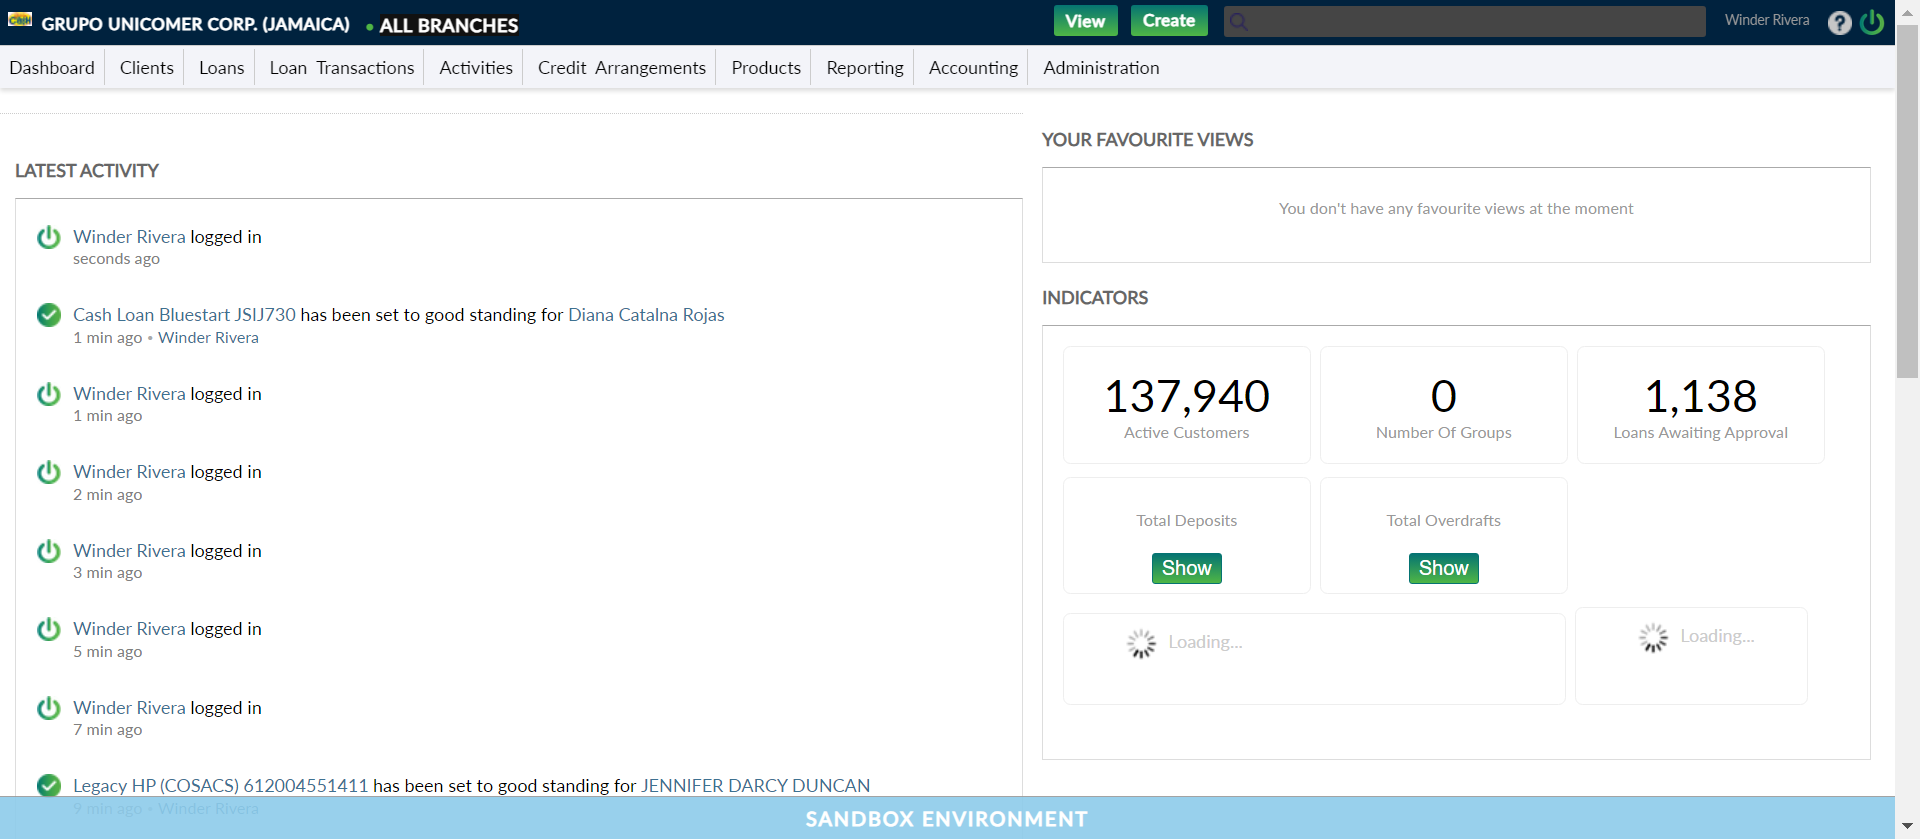 Cash GRUPO UNICOMER CORP. (JAMAICA) • ALL BRANCHES View Create Winder Rivera ?
Dashboard Clients Loans Loan Transactions Activities Credit Arrangements Products Reporting Accounting Administration
LATEST ACTIVITY
Winder Rivera logged in
seconds ago
Cash Loan Bluestart JSIJ730 has been set to good standing for Diana Catalna Rojas
1 min ago • Winder Rivera
Winder Rivera logged in
1 min ago
Winder Rivera logged in
2 min ago
Winder Rivera logged in
3 min ago
Winder Rivera logged in
5 min ago
Winder Rivera logged in
7 min ago
Legacy HP (COSACS) 612004551411 has been set to good standing for JENNIFER DARCY DUNCAN
9 min ago • Winder Rivera
YOUR FAVOURITE VIEWS
You don't have any favourite views at the moment
INDICATORS
137,940
Active Customers
0
Number Of Groups
1,138
Loans Awaiting Approval
Total Deposits
Show
Total Overdrafts
Show
Loading...
Loading...
SANDBOX ENVIRONMENT